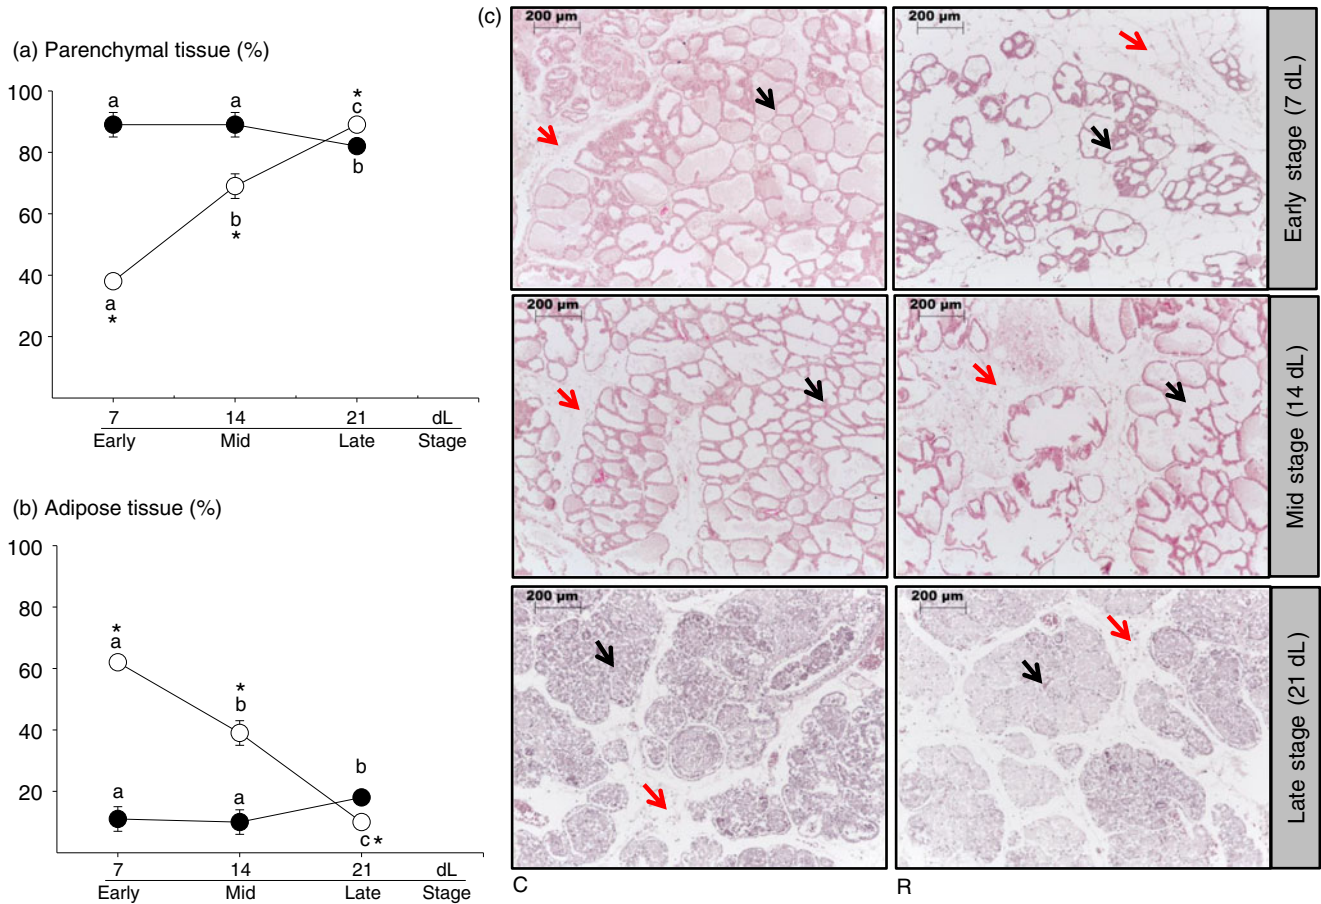 (a) Parenchymal tissue (%)
100
80
60
40
20
a
a
*
c
b
b
*
a
*
7 14 21 dL
Early Mid Late Stage
(b) Adipose tissue (%)
100
80
60
40
20
*
a
*
b
b
a
a
c *
7 14 21 dL
Early Mid Late Stage
(c)
200 µm
200 µm
Early stage (7 dL)
200 µm
200 µm
Mid stage (14 dL)
200 µm
200 µm
Late stage (21 dL)
C
R